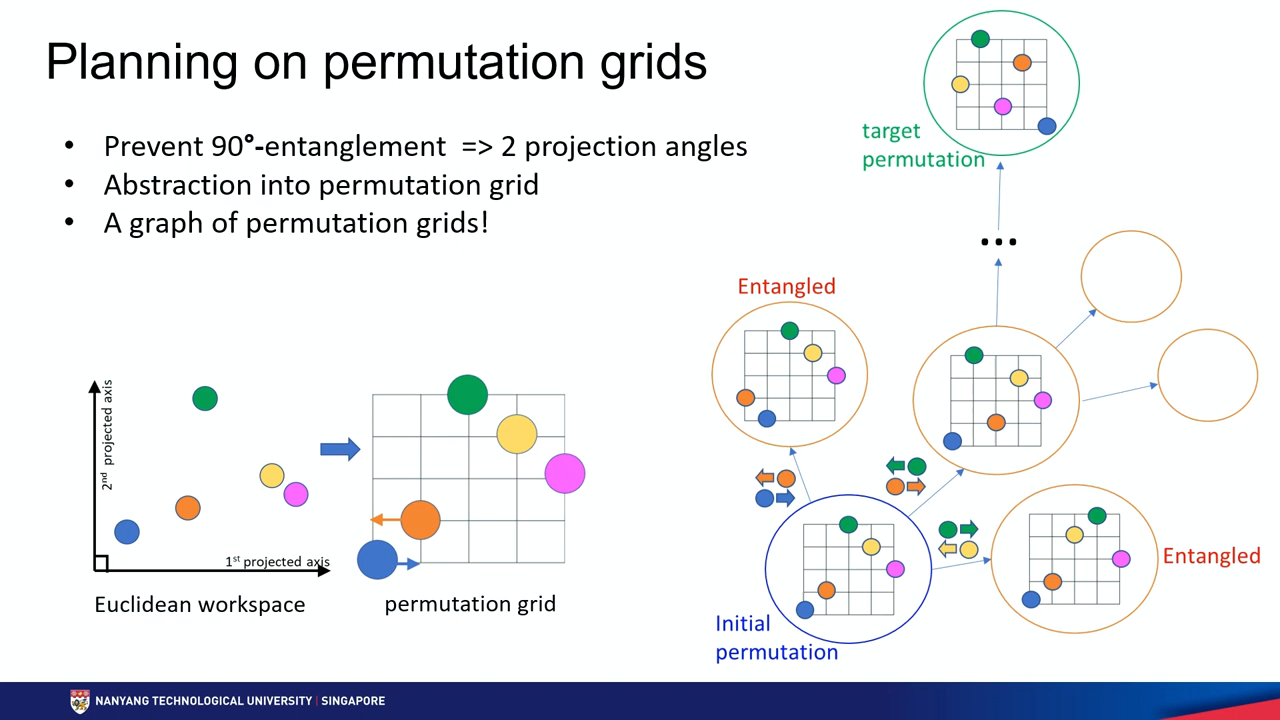 Planning on permutation grids
• Prevent 90°-entanglement => 2 projection angles
• Abstraction into permutation grid
• A graph of permutation grids!
target
permutation
...
Entangled
2nd projected axis
1st projected axis
Euclidean workspace
permutation grid
Entangled
Initial
permutation
NANYANG TECHNOLOGICAL UNIVERSITY | SINGAPORE